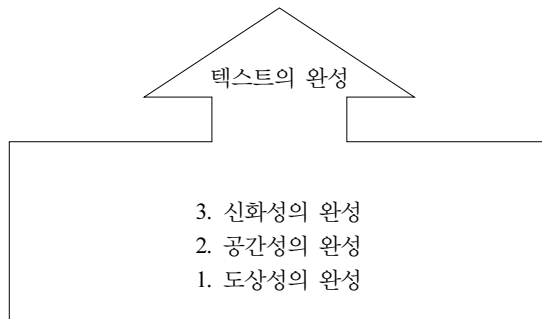 텍스트의 완성
3. 신화성의 완성
2. 공간성의 완성
1. 도상성의 완성